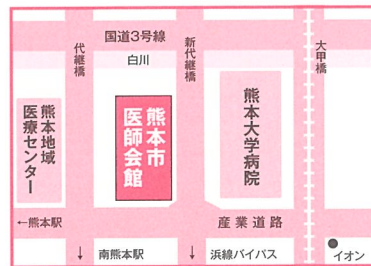 国道3号線
代継橋
白川
新代継橋
大甲橋
熊本地域
医療センター
熊本市
医師会館
熊本大学病院
←熊本駅
産業道路
↓
南熊本駅
↓
浜線バイパス
イオン